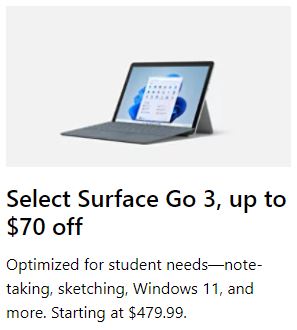 Select Surface Go 3, up to
$70 off
Optimized for student needs—note-
taking, sketching, Windows 11, and
more. Starting at $479.99.